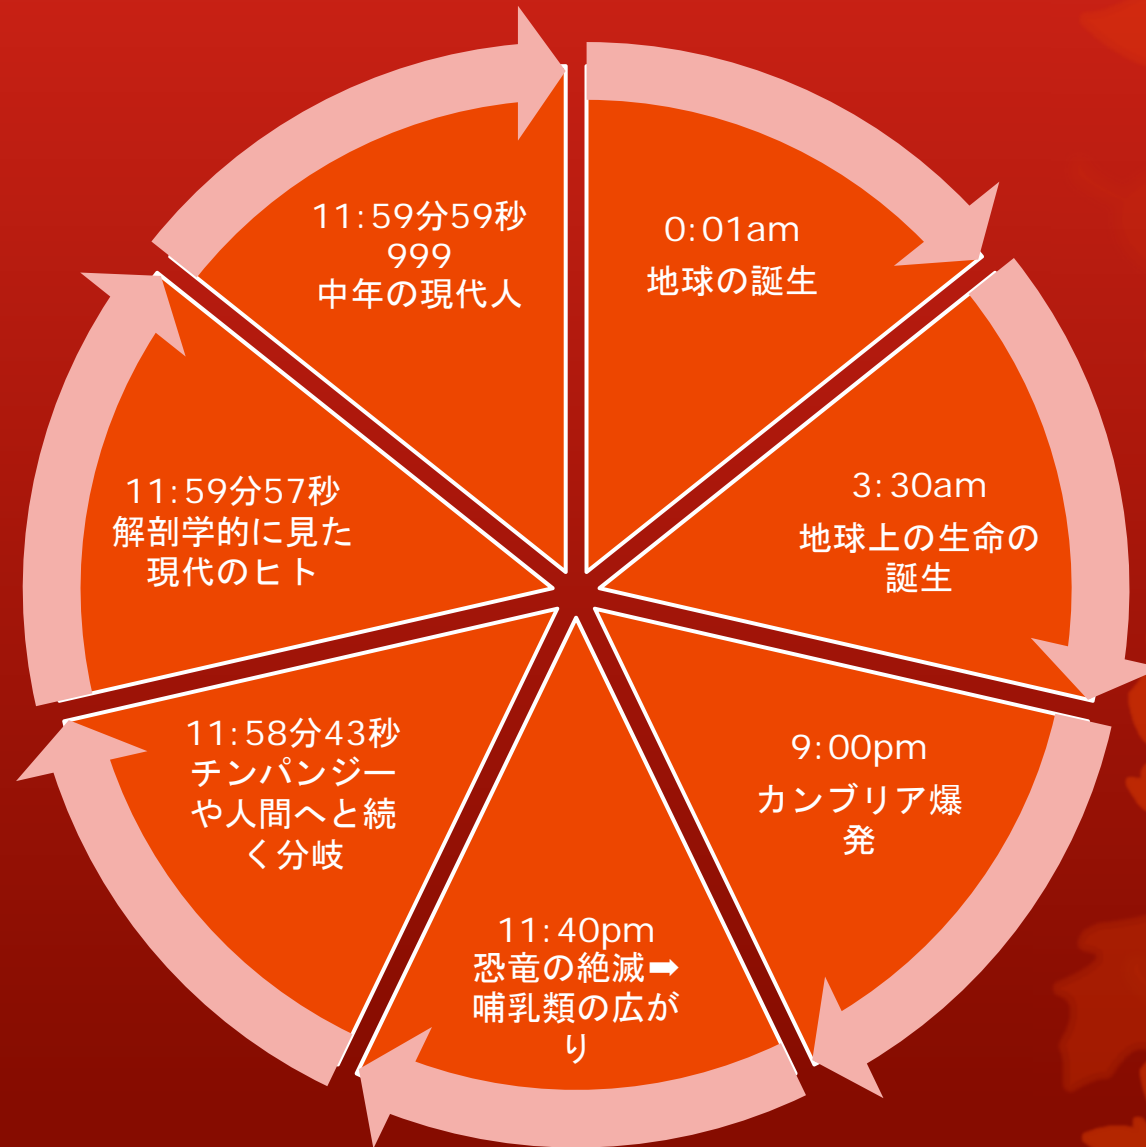 0:01am
地球の誕生
3:30am
地球上の生命の
誕生
9:00pm
カンブリア爆
発
11:40pm
恐竜の絶滅➡
哺乳類の広が
り
11:58分43秒
チンパンジー
や人間へと続
く分岐
11:59分57秒
解剖学的に見た
現代のヒト
11:59分59秒
999
中年の現代人